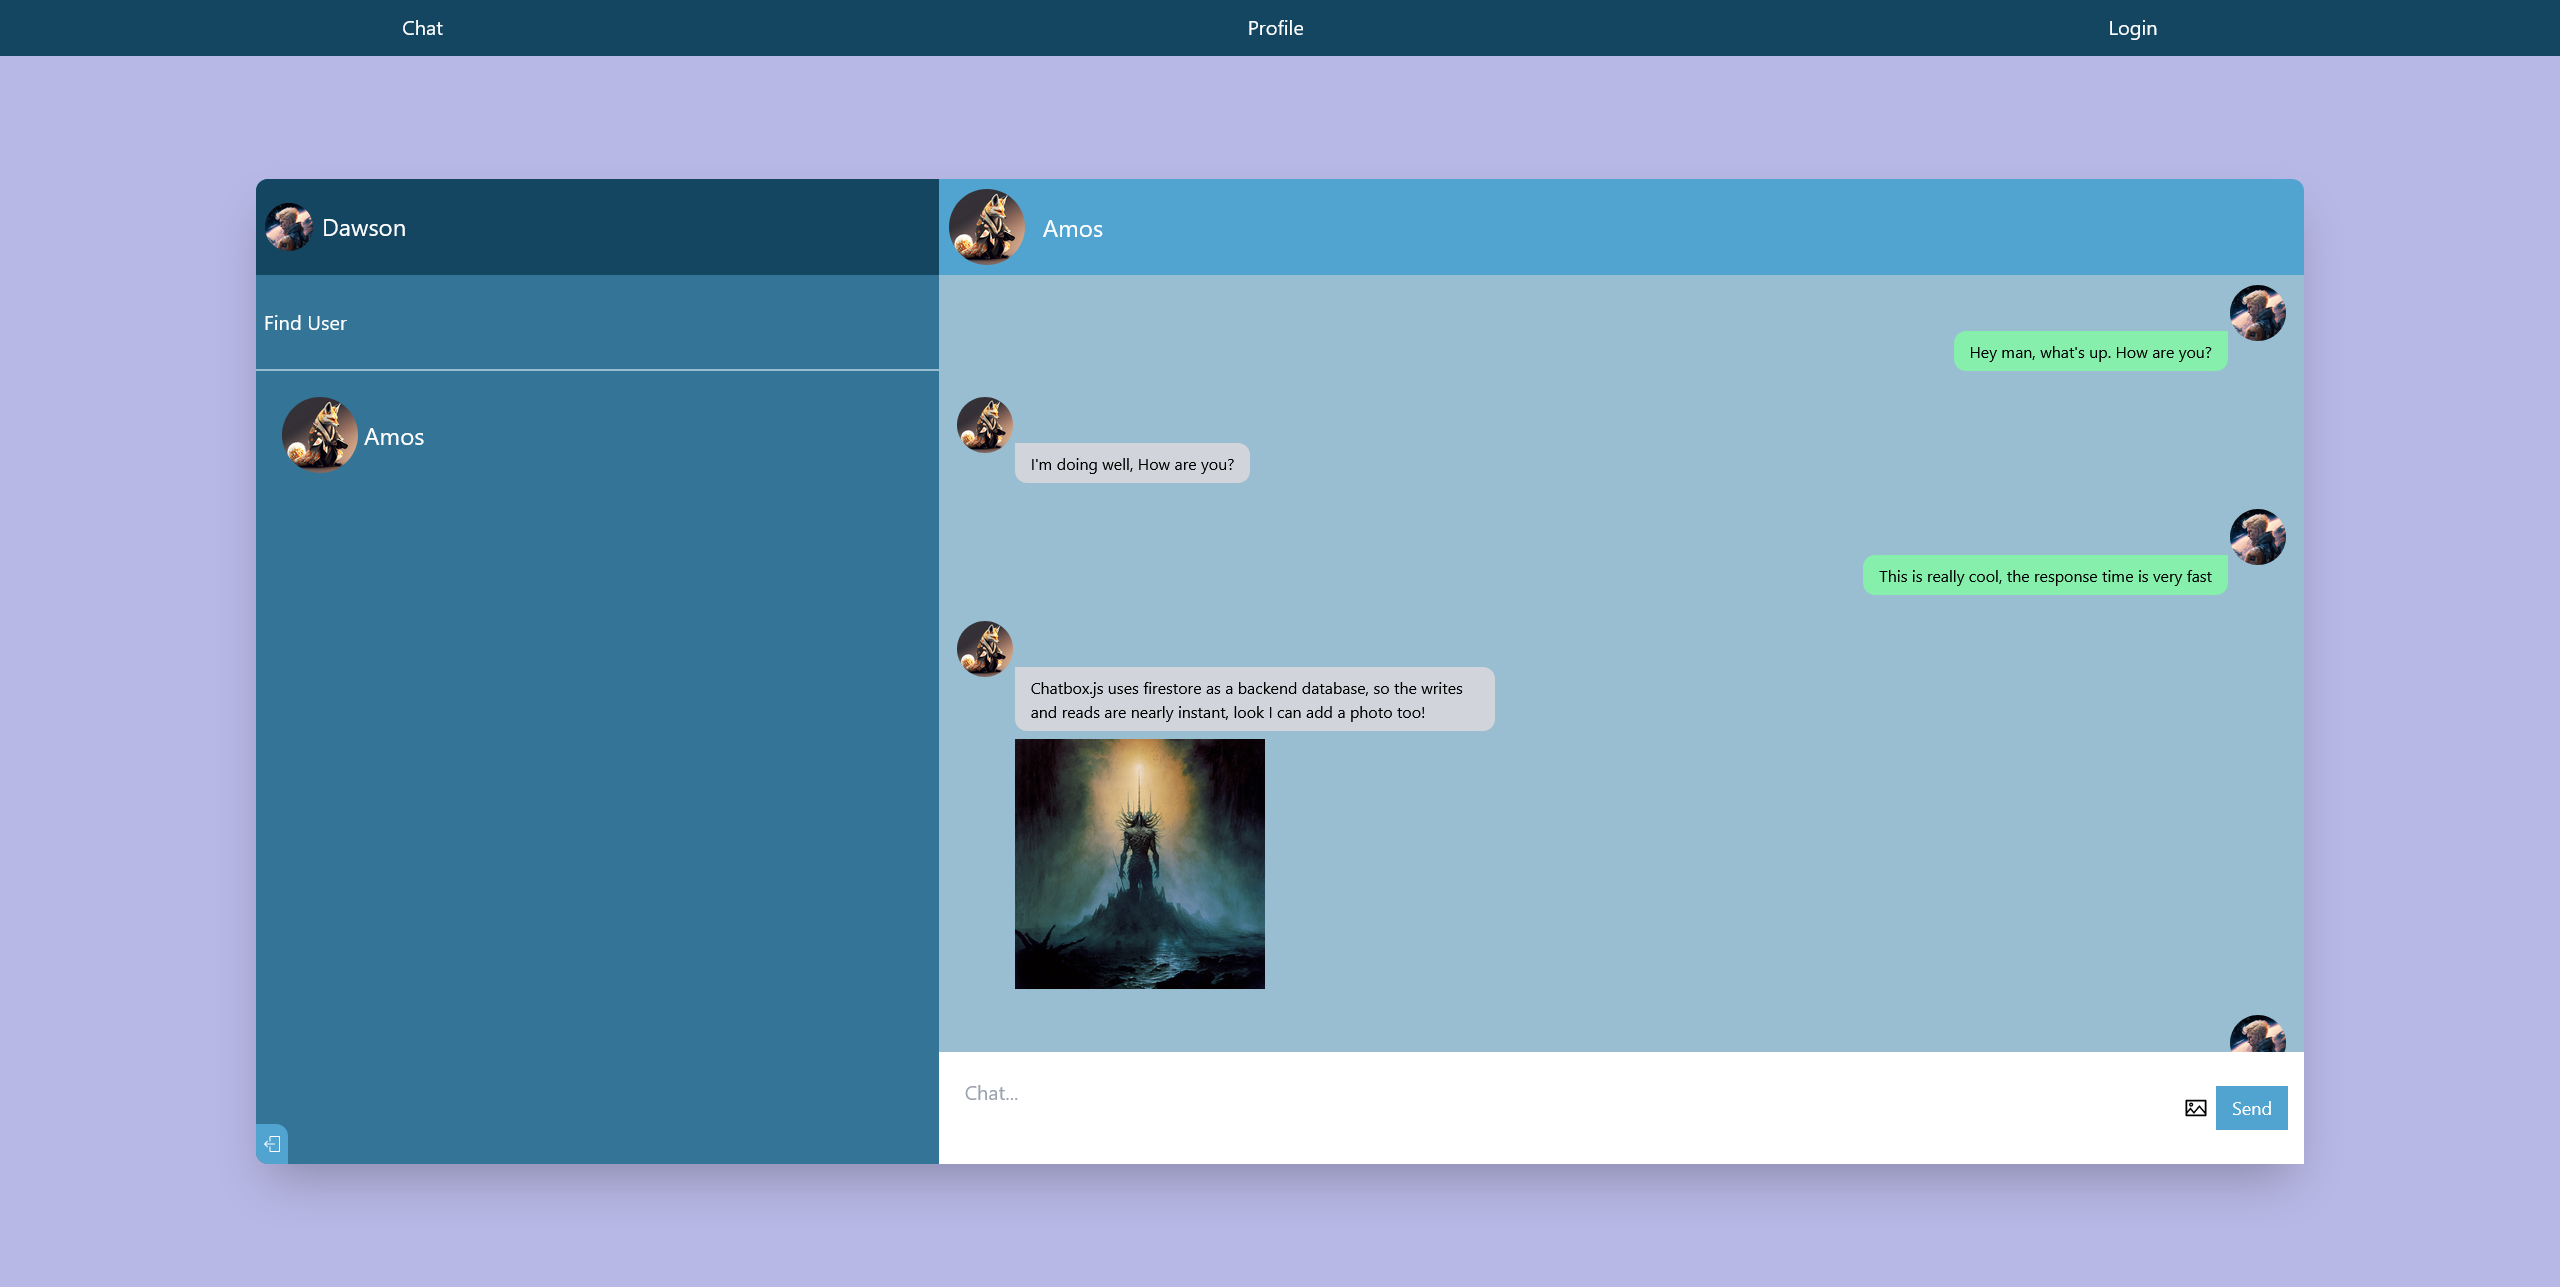 Chat
Profile
Login
Dawson
Find User
Amos
Amos
Hey man, what's up. How are you?
I'm doing well, How are you?
This is really cool, the response time is very fast
Chatbox.js uses firestore as a backend database, so the writes
and reads are nearly instant, look I can add a photo too!
Chat...
Send